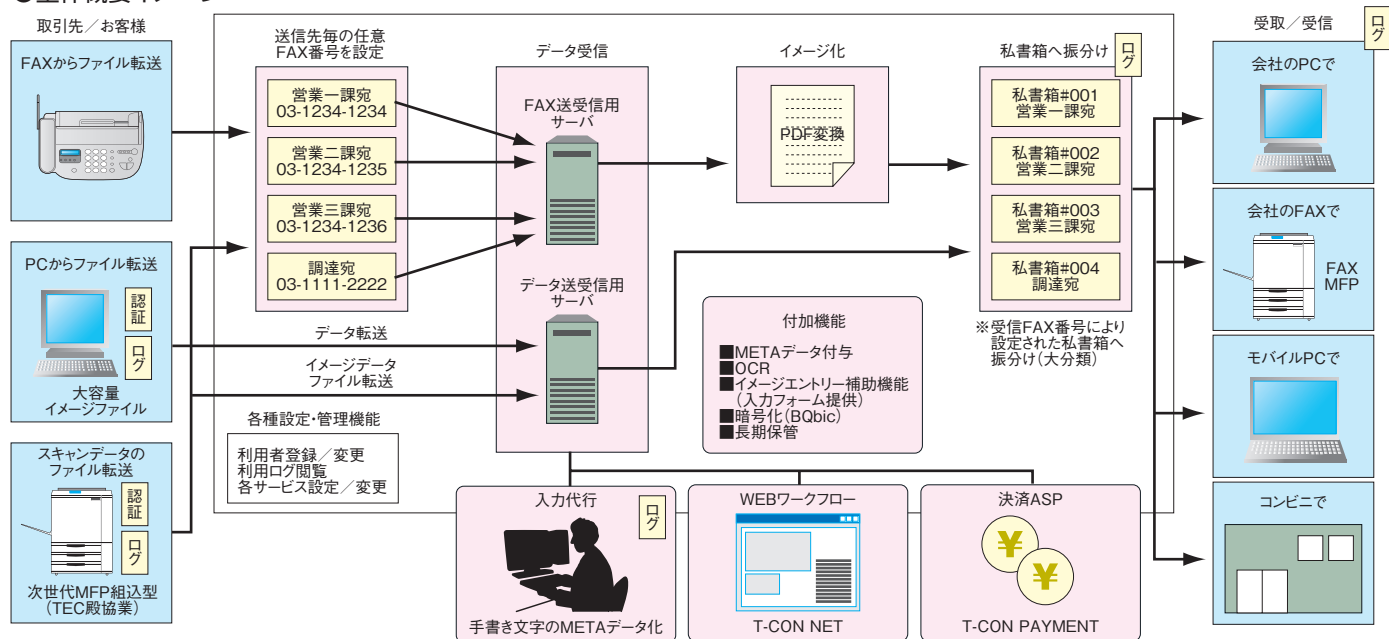 取引先／お客様
FAXからファイル転送
PCからファイル転送
認証
ログ
大容量
イメージファイル
スキャンデータの
ファイル転送
認証
ログ
次世代MFP組込型
（TEC殿協業）
送信先毎の任意
FAX番号を設定
営業一課宛
03-1234-1234
営業二課宛
03-1234-1235
営業三課宛
03-1234-1236
調達宛
03-1111-2222
データ転送
イメージデータ
ファイル転送
各種設定・管理機能
利用者登録／変更
利用ログ閲覧
各サービス設定／変更
データ受信
FAX送受信用
サーバ
データ送受信用
サーバ
イメージ化
PDF変換
付加機能
■METAデータ付与
■OCR
■イメージエントリー補助機能
（入力フォーム提供）
■暗号化（BQbic）
■長期保管
私書箱へ振分け
ログ
私書箱#001
営業一課宛
私書箱#002
営業二課宛
私書箱#003
営業三課宛
私書箱#004
調達宛
※受信FAX番号により
設定された私書箱へ
振分け（大分類）
入力代行
ログ
手書き文字のMETAデータ化
WEBワークフロー
T-CON NET
決済ASP
¥
¥
T-CON PAYMENT
受取／受信
ログ
会社のPCで
会社のFAXで
FAX
MFP
モバイルPCで
コンビニで